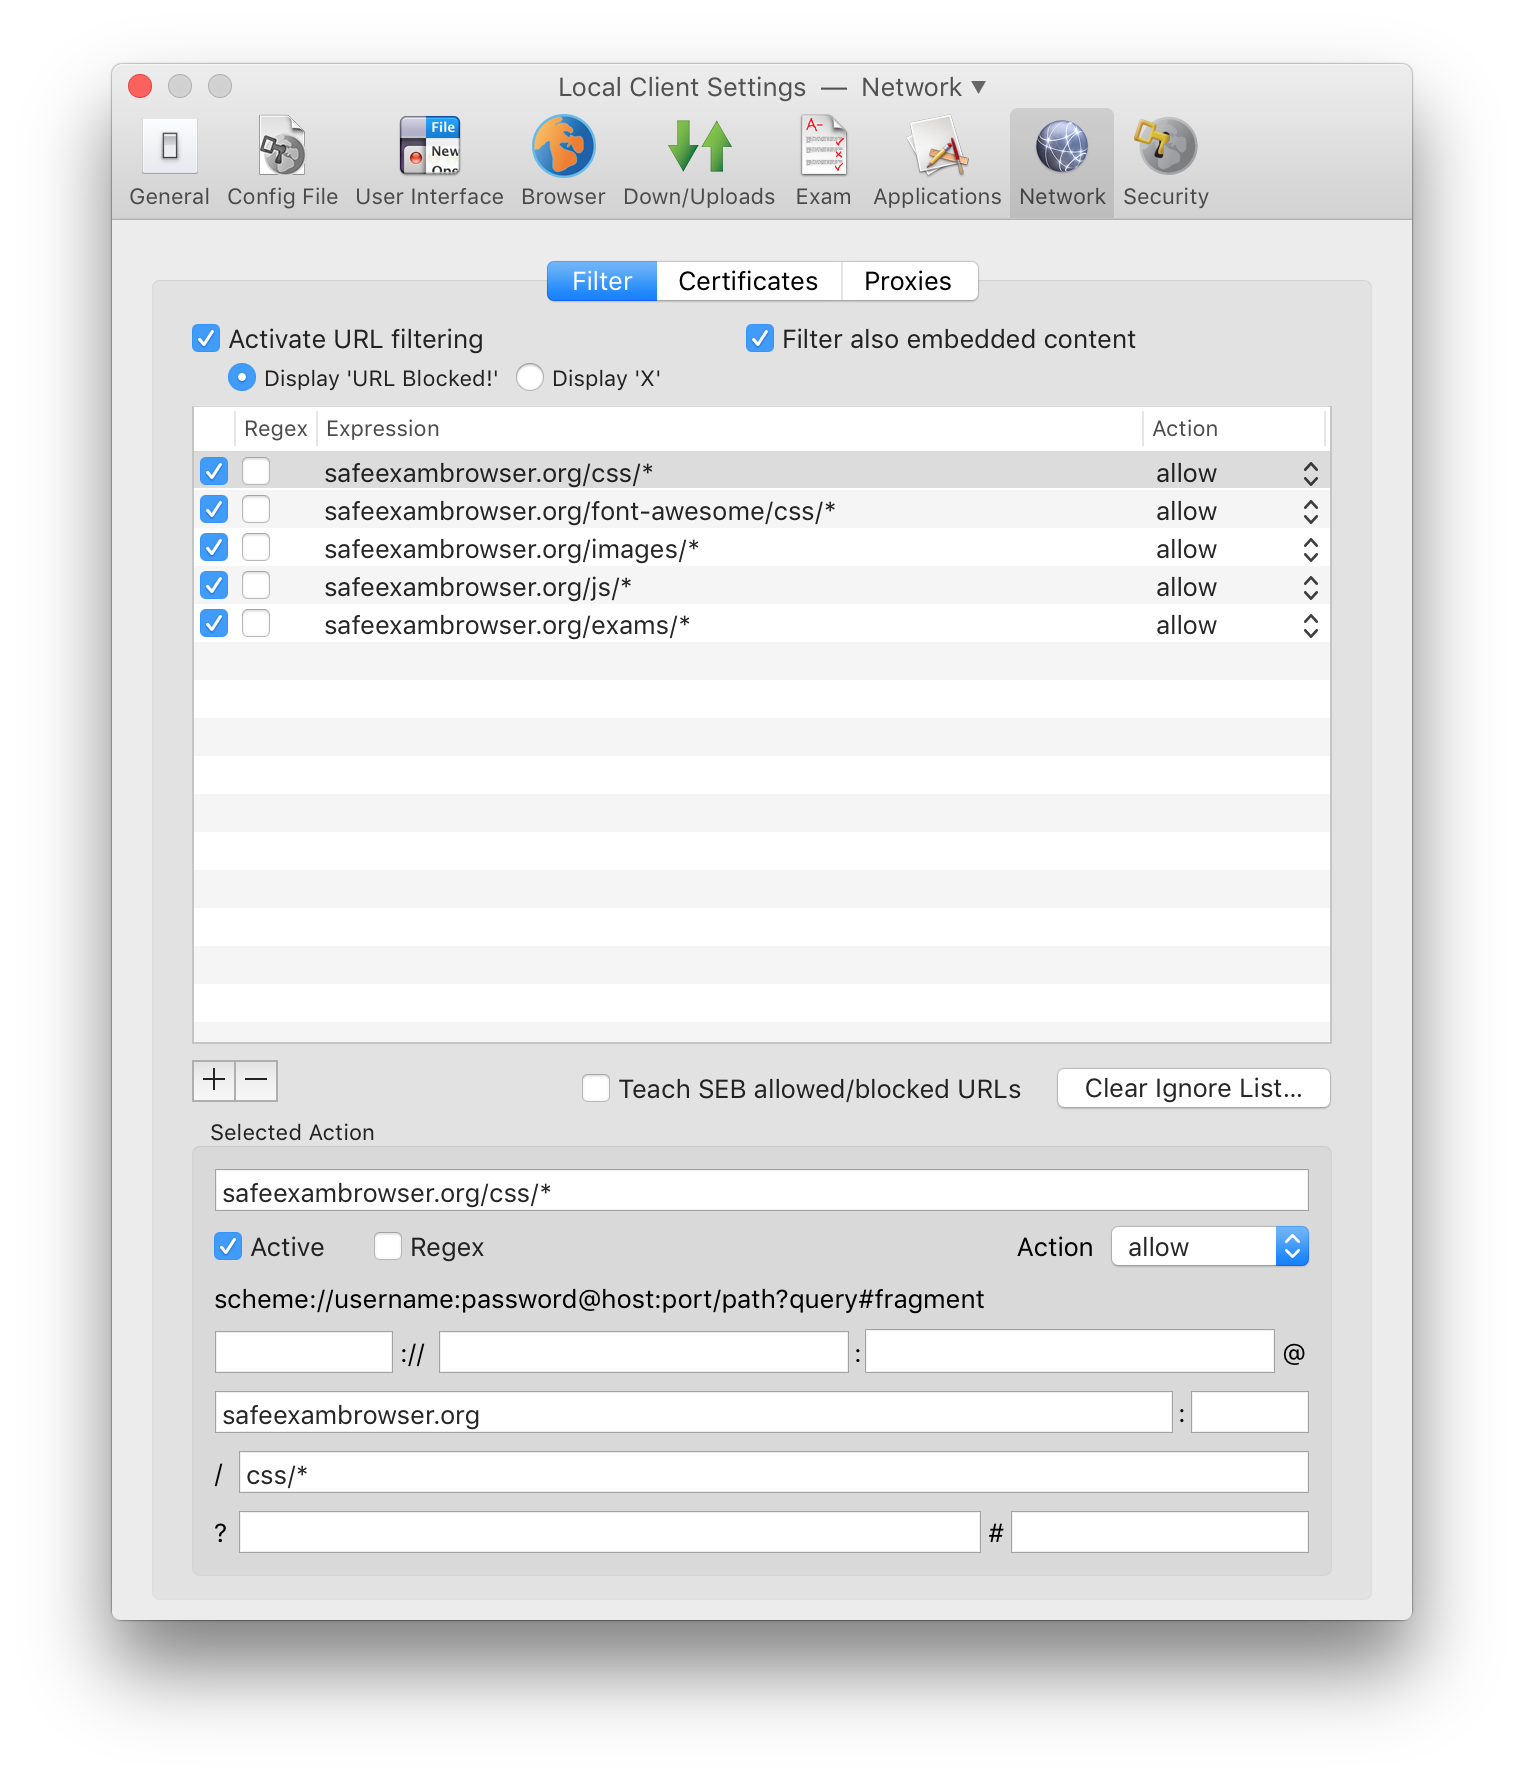 Local Client Settings — Network ▼
File
New
Ope
A-
General Config File User Interface Browser Down/Uploads Exam Applications Network Security
Filter Certificates Proxies
Activate URL filtering Filter also embedded content
Display 'URL Blocked!' Display 'X'
Regex Expression Action
safeexambrowser.org/css/* allow
safeexambrowser.org/font-awesome/css/* allow
safeexambrowser.org/images/* allow
safeexambrowser.org/js/* allow
safeexambrowser.org/exams/* allow
+ −
Teach SEB allowed/blocked URLs Clear Ignore List...
Selected Action
safeexambrowser.org/css/*
Active Regex Action allow
scheme://username:password@host:port/path?query#fragment
:// : @
safeexambrowser.org :
/ css/*
? #